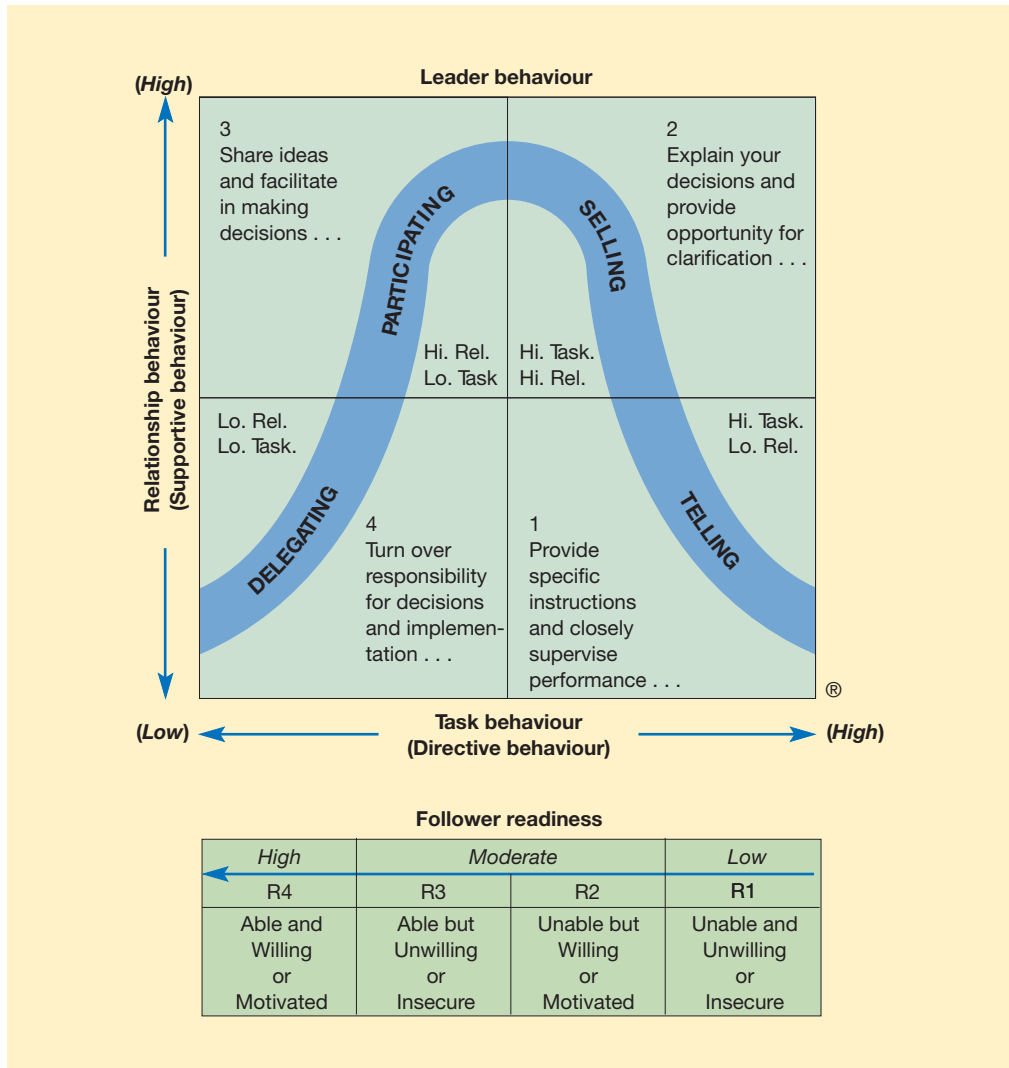 Leader behaviour
(High)
3
Share ideas
and facilitate
in making
decisions . . .
2
Explain your
decisions and
provide
opportunity for
clarification . . .
PARTICIPATING
SELLING
Hi. Rel.
Lo. Task
Hi. Task.
Hi. Rel.
Relationship behaviour
(Supportive behaviour)
Lo. Rel.
Lo. Task.
Hi. Task.
Lo. Rel.
DELEGATING
TELLING
4
Turn over
responsibility
for decisions
and implemen-
tation . . .
1
Provide
specific
instructions
and closely
supervise
performance . . .
®
(Low)
Task behaviour
(Directive behaviour)
(High)
Follower readiness
High Moderate Low
R4 R3 R2 R1
Able and Able but Unable but Unable and
Willing Unwilling Willing Unwilling
or or or or
Motivated Insecure Motivated Insecure